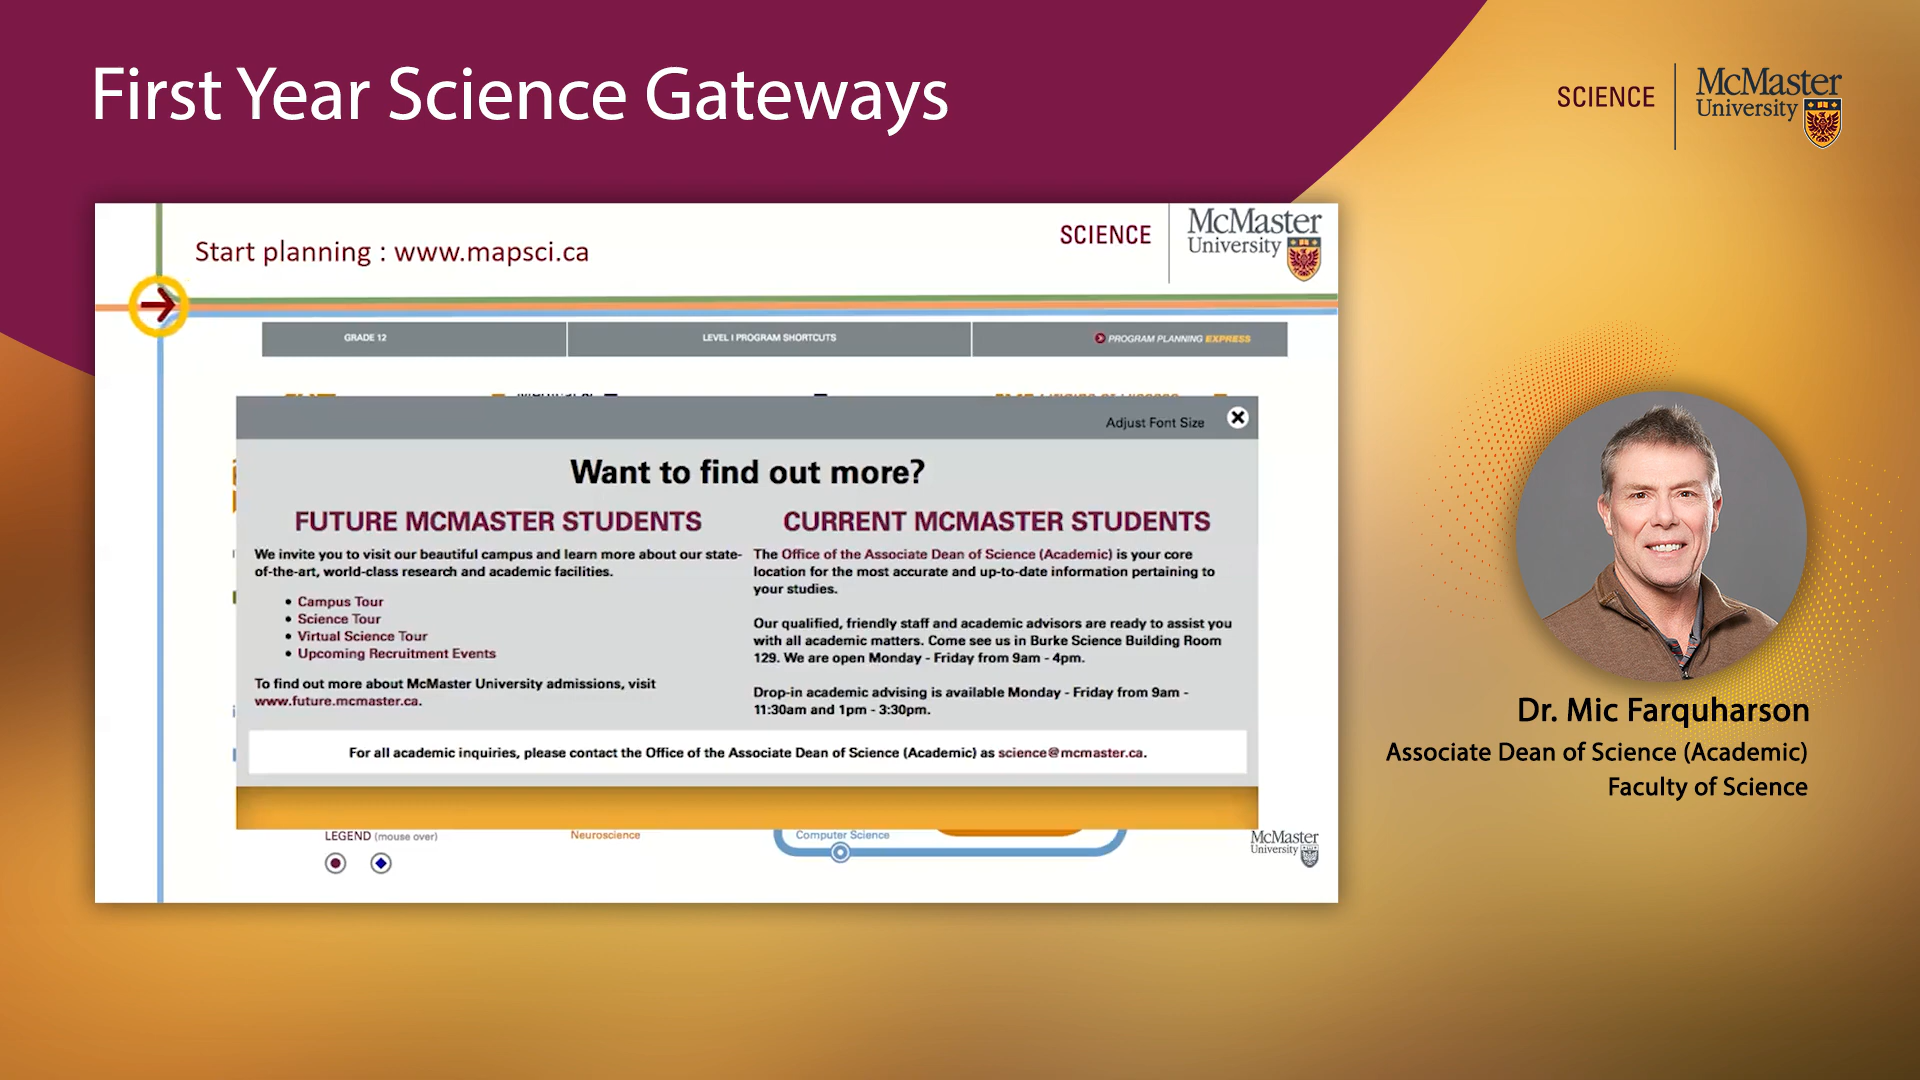 First Year Science Gateways
SCIENCE
McMaster
University
Start planning : www.mapsci.ca
SCIENCE
McMaster
University
GRADE 12
LEVEL I PROGRAM SHORTCUTS
PROGRAM PLANNING EXPRESS
Adjust Font Size
Want to find out more?
FUTURE MCMASTER STUDENTS
We invite you to visit our beautiful campus and learn more about our state-
of-the-art, world-class research and academic facilities.
• Campus Tour
• Science Tour
• Virtual Science Tour
• Upcoming Recruitment Events
To find out more about McMaster University admissions, visit
www.future.mcmaster.ca.
CURRENT MCMASTER STUDENTS
The Office of the Associate Dean of Science (Academic) is your core
location for the most accurate and up-to-date information pertaining to
your studies.
Our qualified, friendly staff and academic advisors are ready to assist you
with all academic matters. Come see us in Burke Science Building Room
129. We are open Monday - Friday from 9am - 4pm.
Drop-in academic advising is available Monday - Friday from 9am -
11:30am and 1pm - 3:30pm.
For all academic inquiries, please contact the Office of the Associate Dean of Science (Academic) as science@mcmaster.ca.
LEGEND (mouse over)
Neuroscience
Computer Science
McMaster
University
Dr. Mic Farquharson
Associate Dean of Science (Academic)
Faculty of Science